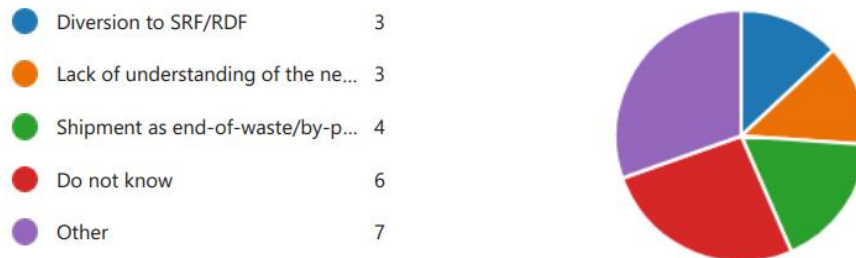 Diversion to SRF/RDF 3
Lack of understanding of the ne... 3
Shipment as end-of-waste/by-p... 4
Do not know 6
Other 7